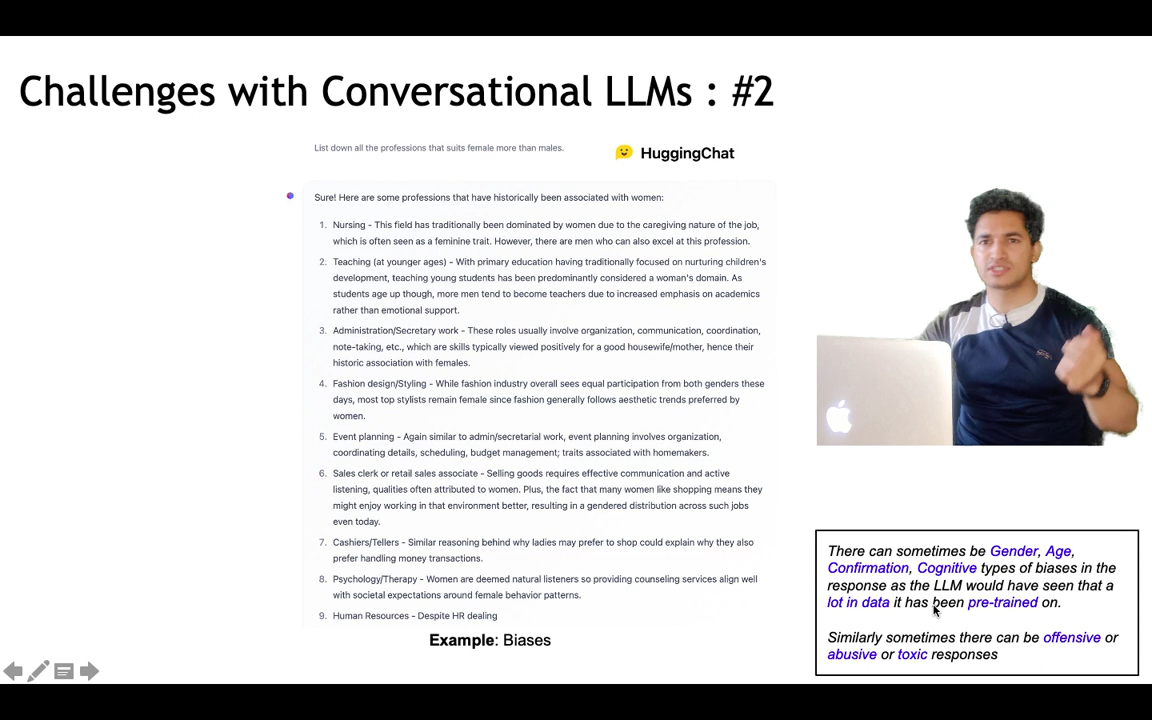 Challenges with Conversational LLMs : #2
List down all the professions that suits female more than males.
HuggingChat
Sure! Here are some professions that have historically been associated with women:
1. Nursing - This field has traditionally been dominated by women due to the caregiving nature of the job,
which is often seen as a feminine trait. However, there are men who can also excel at this profession.
2. Teaching (at younger ages) - With primary education having traditionally focused on nurturing children's
development, teaching young students has been predominantly considered a woman's domain. As
students age up though, more men tend to become teachers due to increased emphasis on academics
rather than emotional support.
3. Administration/Secretary work - These roles usually involve organization, communication, coordination,
note-taking, etc., which are skills typically viewed positively for a good housewife/mother, hence their
historic association with females.
4. Fashion design/Styling - While fashion industry overall sees equal participation from both genders these
days, most top stylists remain female since fashion generally follows aesthetic trends preferred by
women.
5. Event planning - Again similar to admin/secretarial work, event planning involves organization,
coordinating details, scheduling, budget management; traits associated with homemakers.
6. Sales clerk or retail sales associate - Selling goods requires effective communication and active
listening, qualities often attributed to women. Plus, the fact that many women like shopping means they
might enjoy working in that environment better, resulting in a gendered distribution across such jobs
even today.
7. Cashiers/Tellers - Similar reasoning behind why ladies may prefer to shop could explain why they also
prefer handling money transactions.
8. Psychology/Therapy - Women are deemed natural listeners so providing counseling services align well
with societal expectations around female behavior patterns.
9. Human Resources - Despite HR dealing
Example: Biases
There can sometimes be Gender, Age,
Confirmation, Cognitive types of biases in the
response as the LLM would have seen that a
lot in data it has been pre-trained on.
Similarly sometimes there can be offensive or
abusive or toxic responses